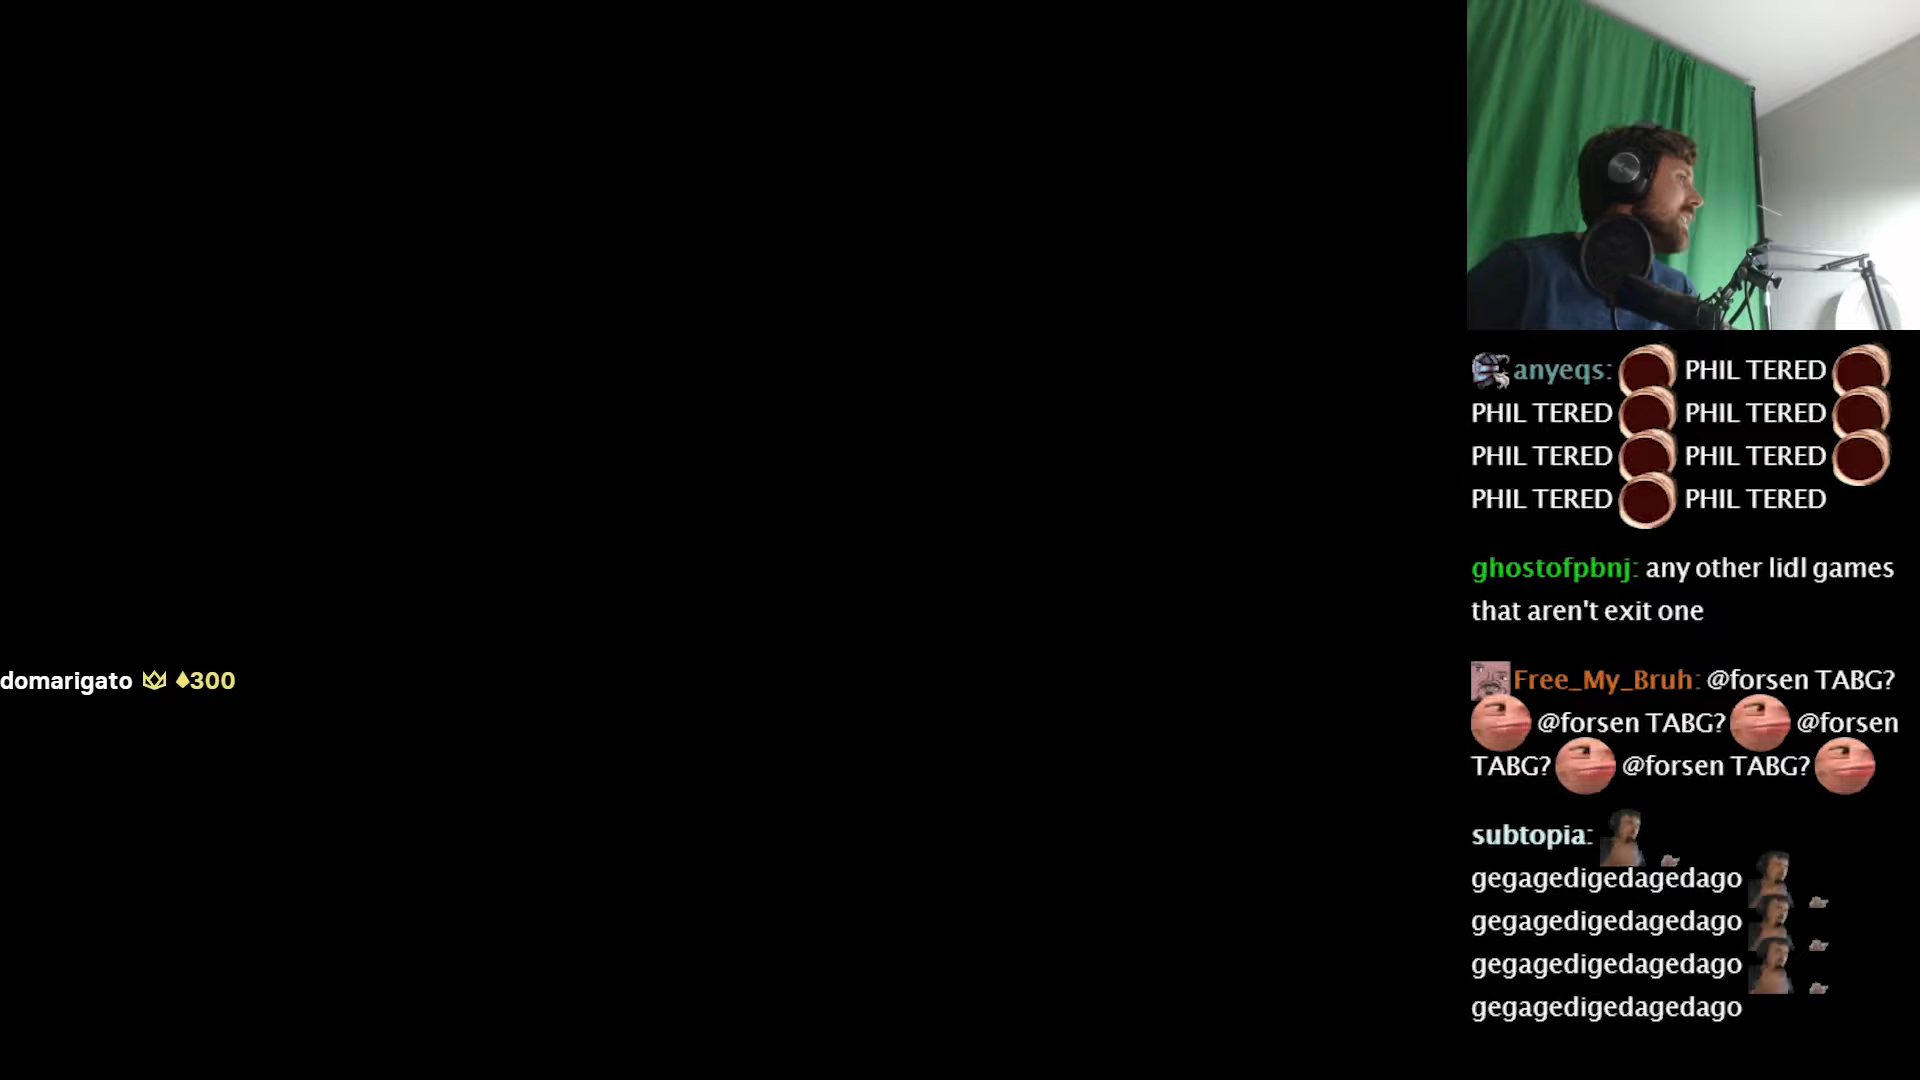 anyeqs: PHIL TERED
PHIL TERED PHIL TERED
PHIL TERED PHIL TERED
PHIL TERED PHIL TERED
ghostofpbnj: any other lidl games
that aren't exit one
domarigato 300
Free_My_Bruh: @forsen TABG?
@forsen TABG? @forsen
TABG? @forsen TABG?
subtopia:
gegagedigedagedago
gegagedigedagedago
gegagedigedagedago
gegagedigedagedago